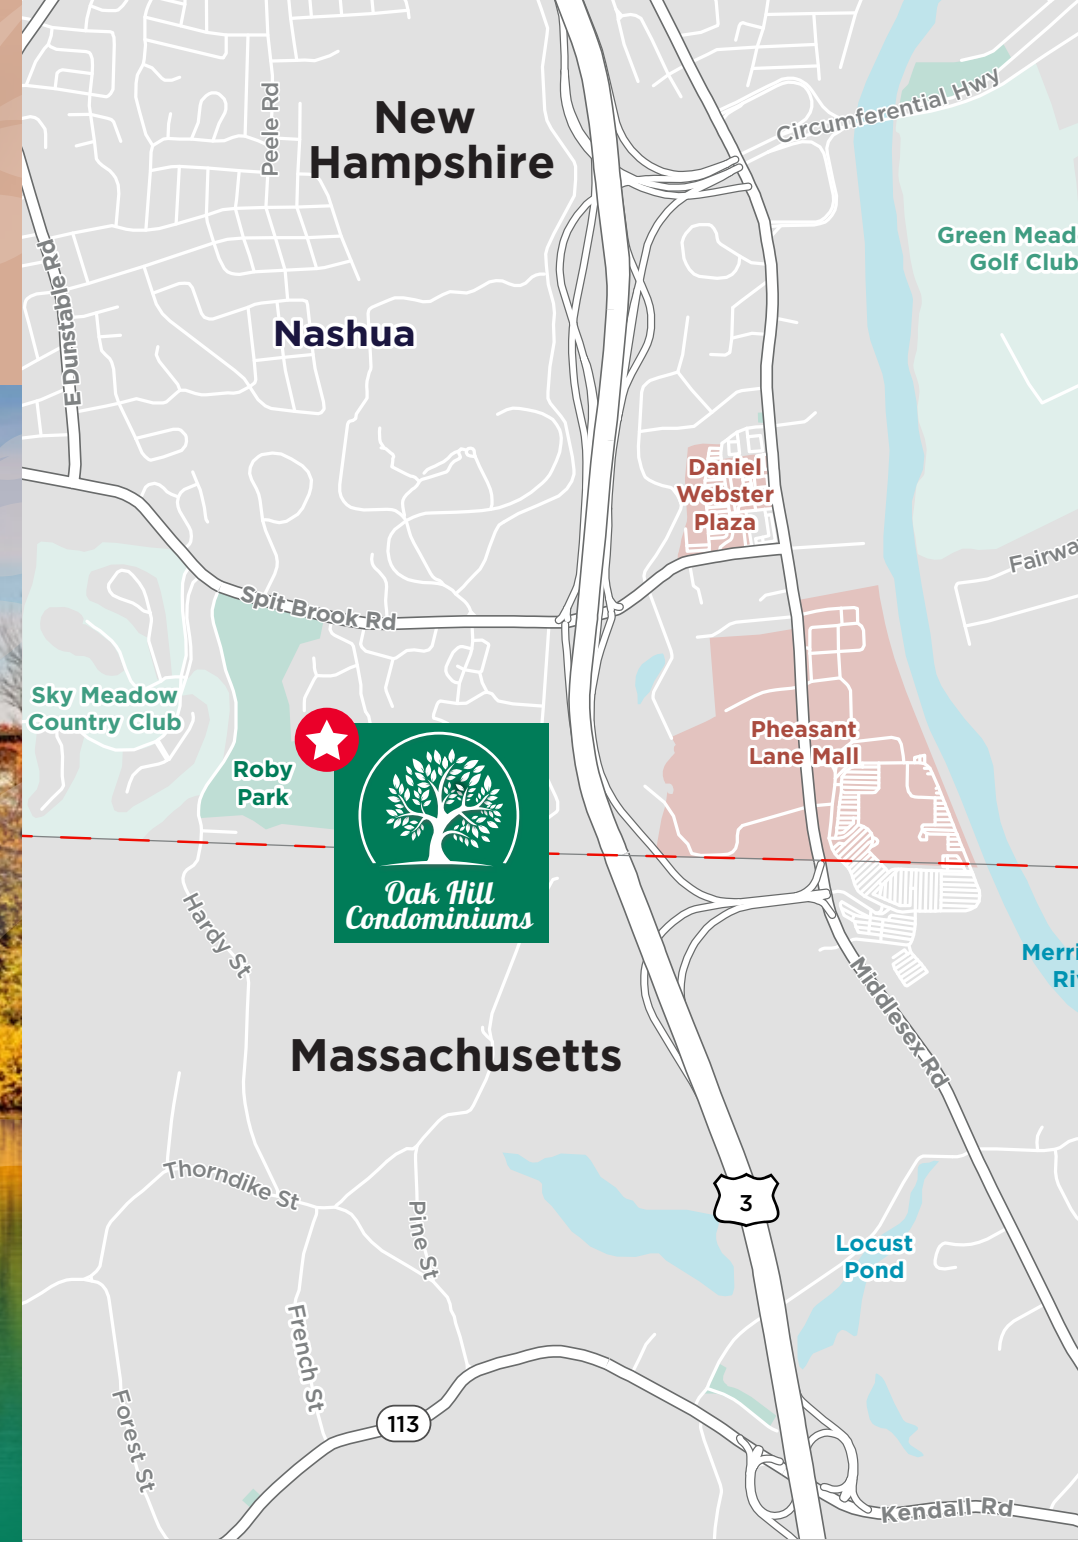 Peele Rd
New
Hampshire
Circumferential Hwy
Green Mead
Golf Club
E Dunstable Rd
Nashua
Daniel
Webster
Plaza
Fairwa
Spit Brook Rd
Sky Meadow
Country Club
Roby
Park
Pheasant
Lane Mall
Oak Hill
Condominiums
Hardy St
Merri
Ri
Middlesex Rd
Massachusetts
Thorndike St
Pine St
3
Locust
Pond
French St
Forest St
113
Kendall Rd